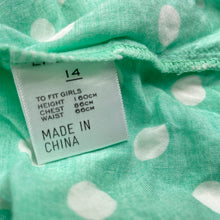 14
TO FIT GIRLS
HEIGHT 160CM
CHEST 86CM
WAIST 66CM
MADE IN
CHINA